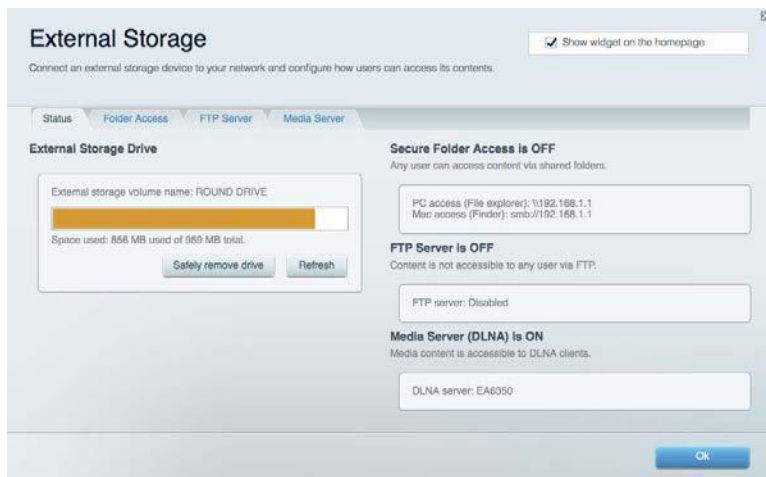 External Storage
Show widget on the homepage
Connect an external storage device to your network and configure how users can access its contents.
Status
Folder Access
FTP Server
Media Server
External Storage Drive
External storage volume name: ROUND DRIVE
Space used: 856 MB used of 959 MB total.
Safely remove drive
Refresh
Secure Folder Access is OFF
Any user can access content via shared folders.
PC access (File explorer): \\192.168.1.1
Mac access (Finder): smb://192.168.1.1
FTP Server is OFF
Content is not accessible to any user via FTP.
FTP server: Disabled
Media Server (DLNA) is ON
Media content is accessible to DLNA clients.
DLNA server: EA6350
Ok